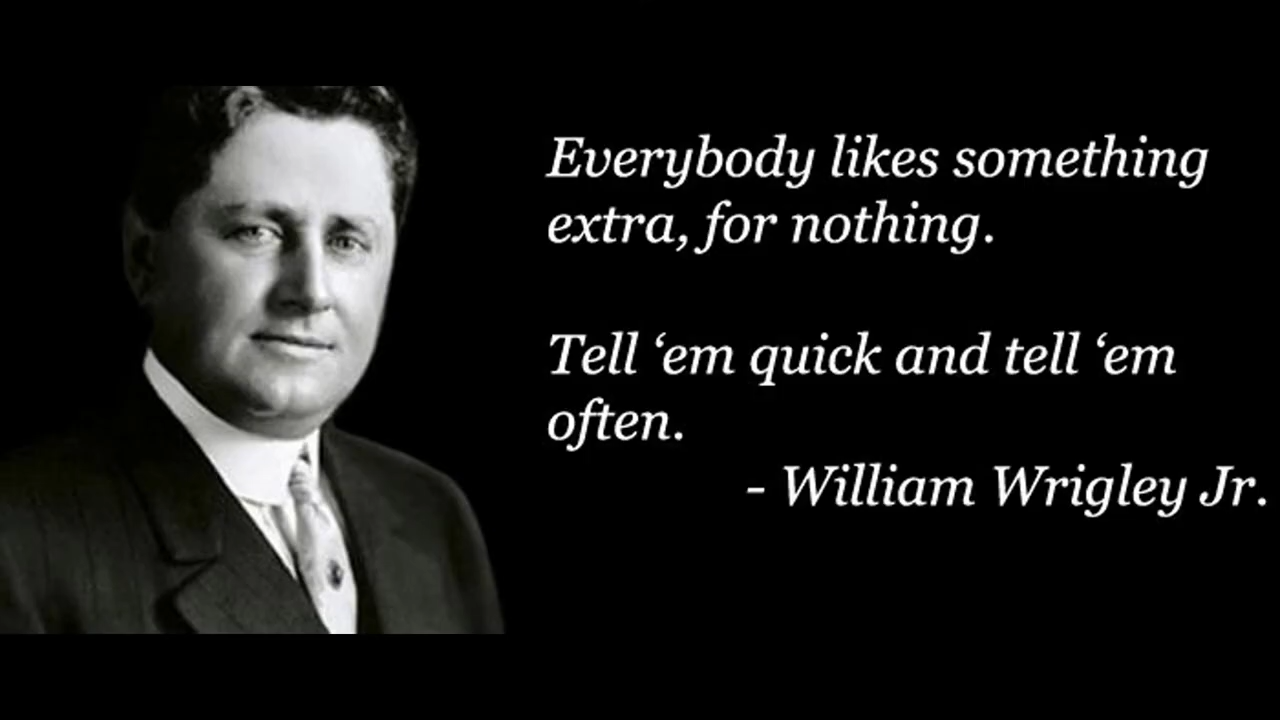 Everybody likes something
extra, for nothing.
Tell ‘em quick and tell ‘em
often.
- William Wrigley Jr.